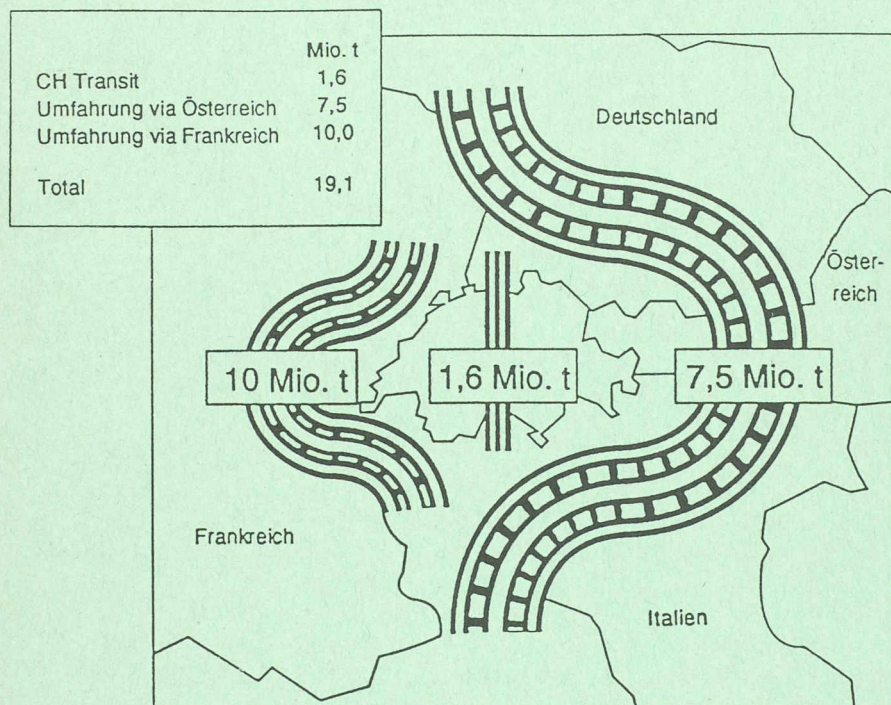 Mio. t
CH Transit 1,6
Umfahrung via Österreich 7,5
Umfahrung via Frankreich 10,0
Total 19,1
Deutschland
Öster-
reich
10 Mio. t
1,6 Mio. t
7,5 Mio. t
Frankreich
Italien